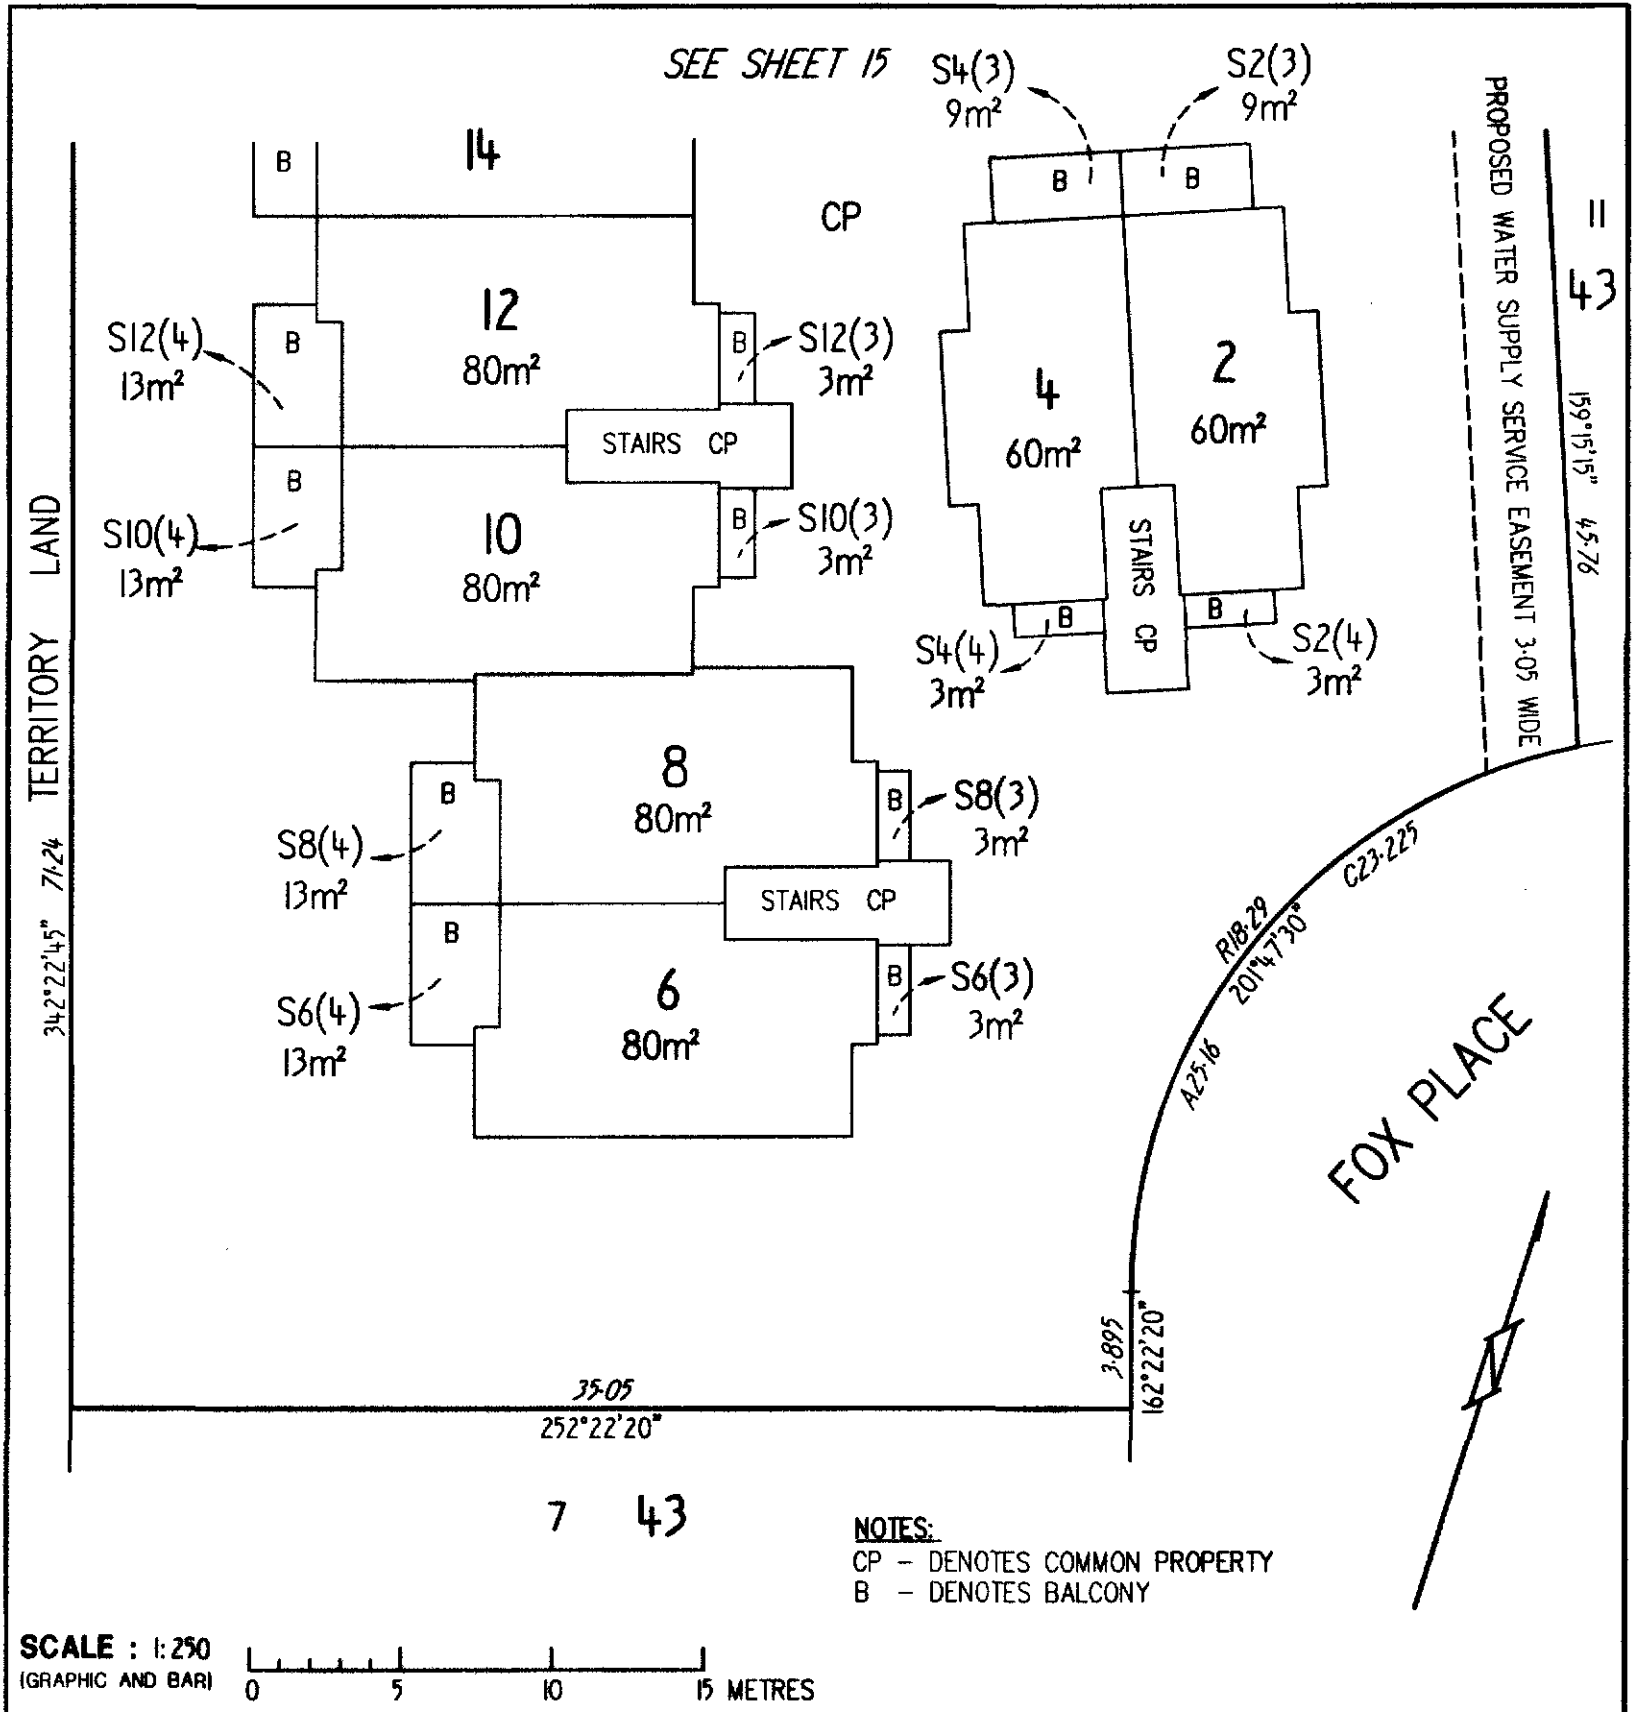 SEE SHEET 15
S4(3)
9m²
S2(3)
9m²
B
14
CP
B
B
PROPOSED WATER SUPPLY SERVICE EASEMENT 3·05 WIDE
11
43
159°15'15" 45·76
12
80m²
S12(4)
13m²
B
B
S12(3)
3m²
STAIRS CP
4
60m²
2
60m²
B
S10(4)
13m²
10
80m²
B
S10(3)
3m²
STAIRS CP
B
S4(4)
3m²
B
S2(4)
3m²
TERRITORY LAND
342°22'45" 71·24
8
80m²
B
S8(4)
13m²
B
S8(3)
3m²
STAIRS CP
B
S6(4)
13m²
6
80m²
B
S6(3)
3m²
C23·225
R18·29
201°47'30"
A25·16
FOX PLACE
3·895
162°22'20"
35·05
252°22'20"
7 43
NOTES:
CP - DENOTES COMMON PROPERTY
B - DENOTES BALCONY
SCALE : 1:250
(GRAPHIC AND BAR)
0 5 10 15 METRES
N